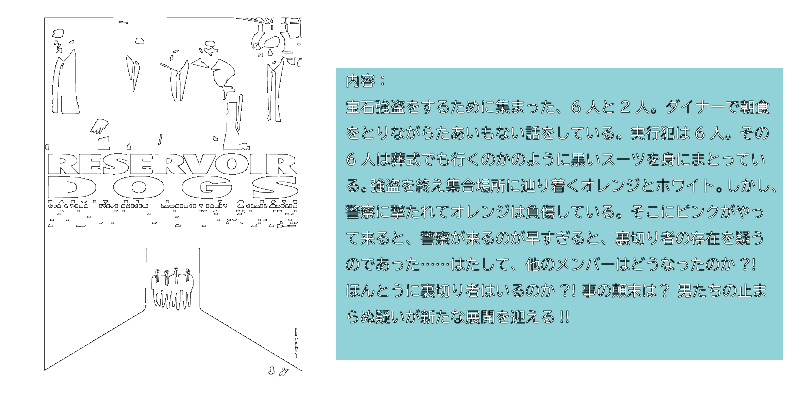 RESERVOIR
DOGS
内容：
宝石強盗をするために集まった、6 人と 2 人。ダイナーで朝食
をとりながらたあいもない話をしている。実行犯は 6 人。その
6 人は葬式でも行くのかのように黒いスーツを身にまとってい
る。強盗を終え集合場所に辿り着くオレンジとホワイト。しかし、
警察に撃たれてオレンジは負傷している。そこにピンクがやっ
て来ると、警察が来るのが早すぎると、裏切り者の存在を疑う
のであった……はたして、他のメンバーはどうなったのか ?!
ほんとうに裏切り者はいるのか ?! 事の顛末は？ 男たちの止ま
らぬ疑いが新たな展開を迎える !!